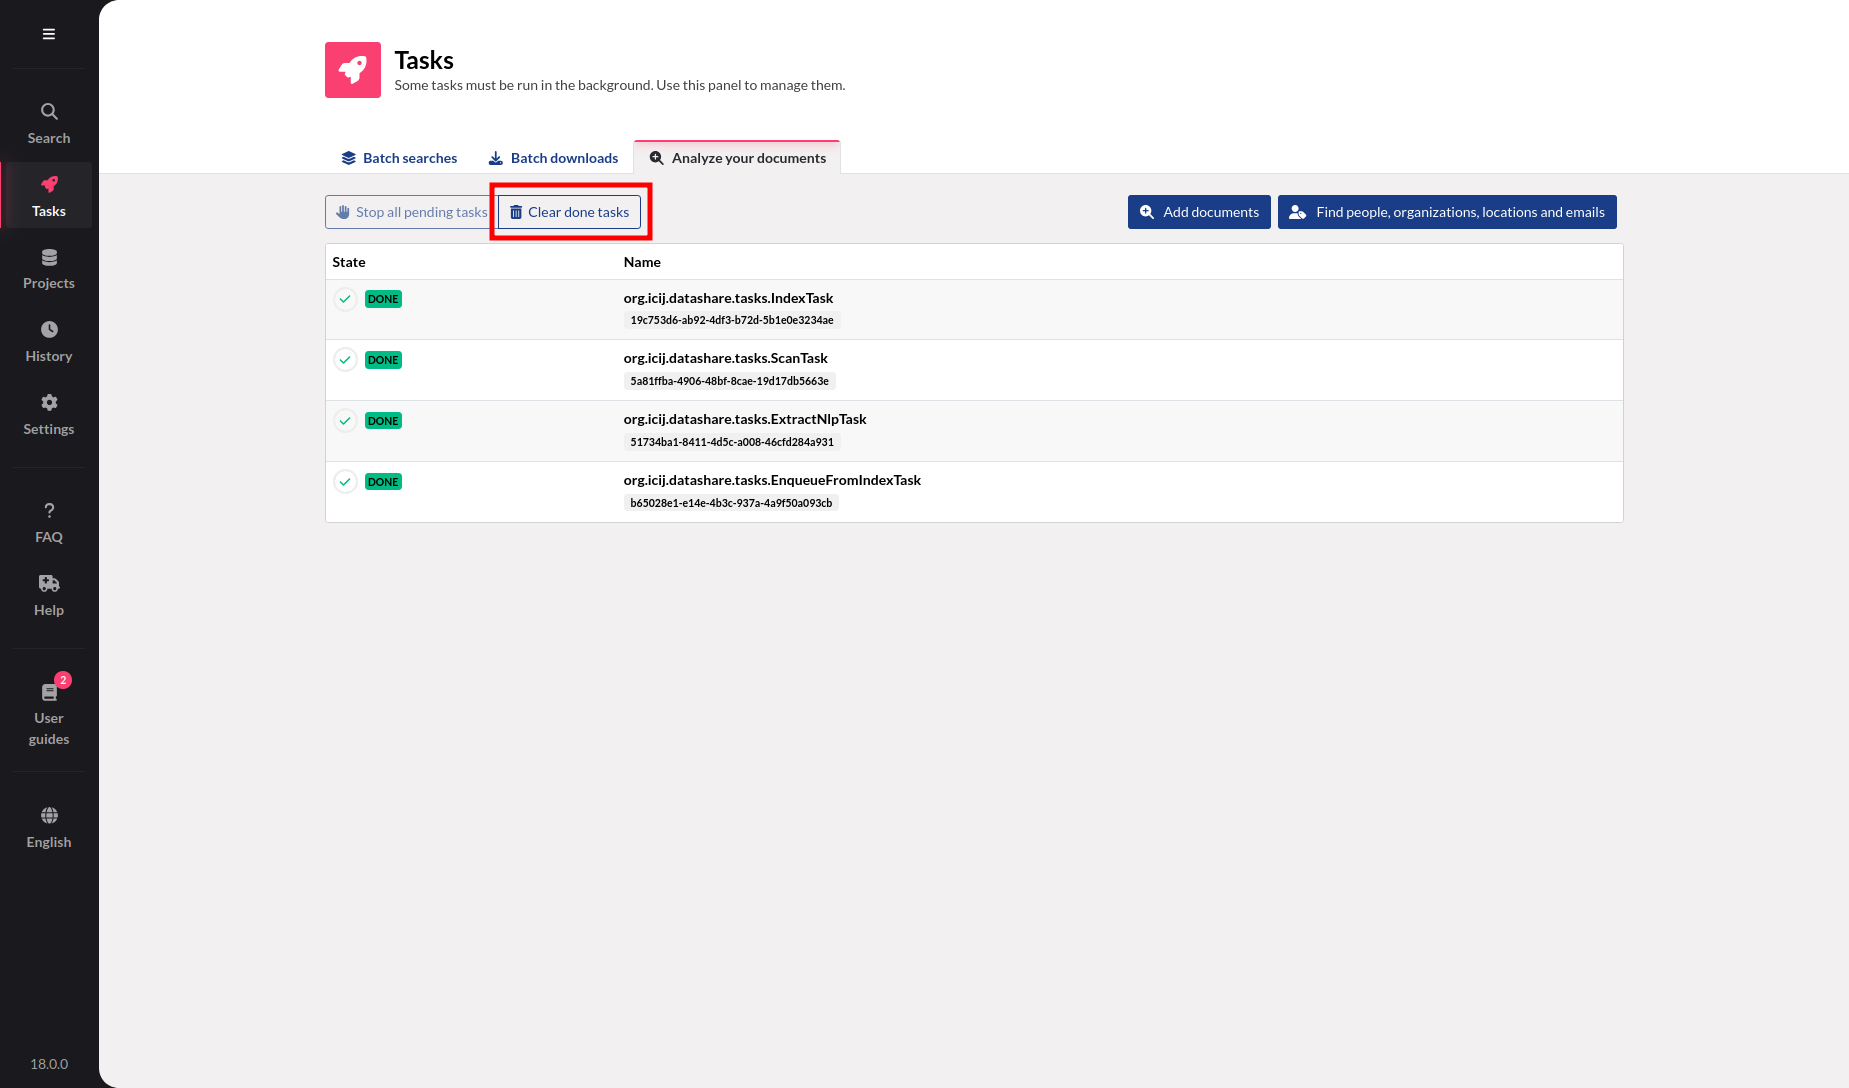 Search
Tasks
Projects
History
Settings
?
FAQ
Help
2
User
guides
English
18.0.0
Tasks
Some tasks must be run in the background. Use this panel to manage them.
Batch searches Batch downloads Analyze your documents
Stop all pending tasks Clear done tasks Add documents Find people, organizations, locations and emails
State Name
DONE org.icij.datashare.tasks.IndexTask
19c753d6-ab92-4df3-b72d-5b1e0e3234ae
DONE org.icij.datashare.tasks.ScanTask
5a81ffba-4906-48bf-8cae-19d17db5663e
DONE org.icij.datashare.tasks.ExtractNlpTask
51734ba1-8411-4d5c-a008-46cfd284a931
DONE org.icij.datashare.tasks.EnqueueFromIndexTask
b65028e1-e14e-4b3c-937a-4a9f50a093cb